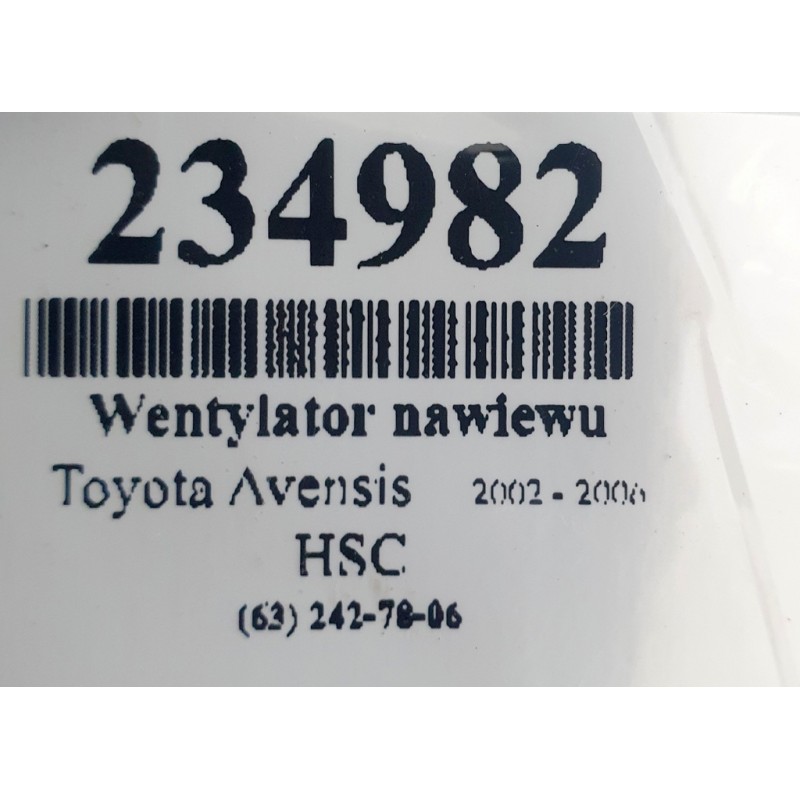 234982
Wentylator nawiewu
Toyota Avensis 2002 - 2006
HSC
(63) 242-78-06